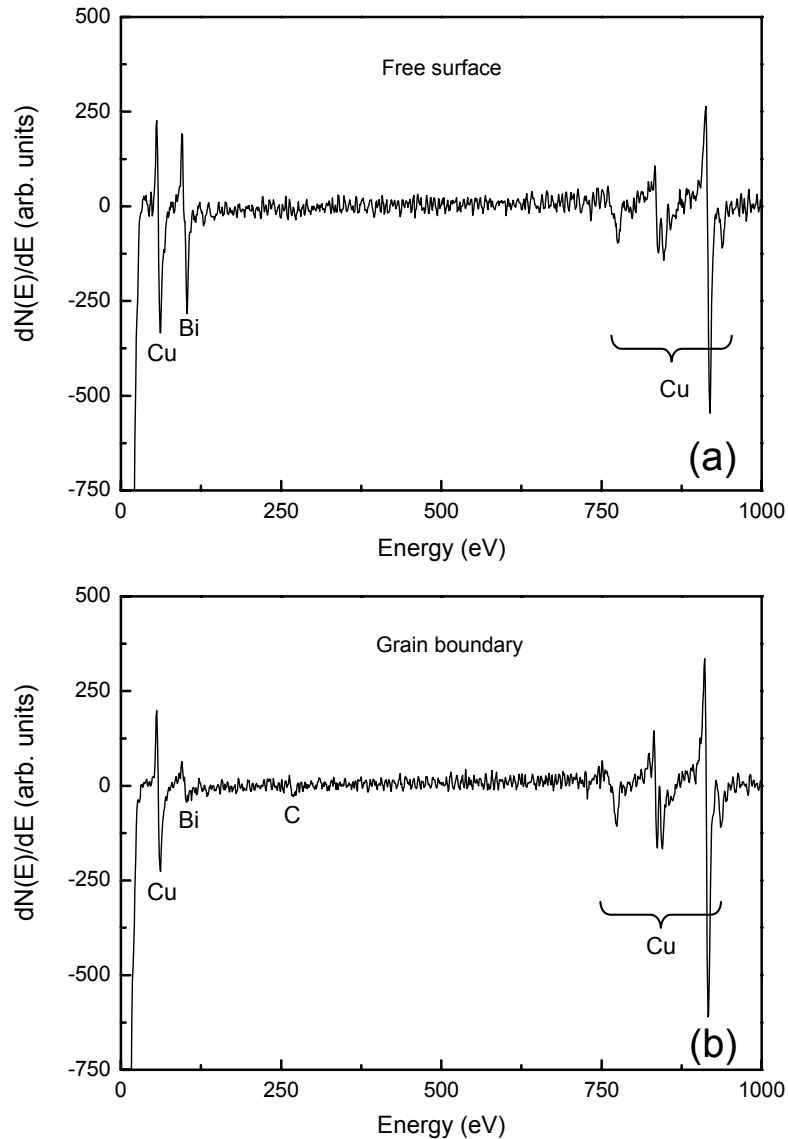 500
250
0
-250
-500
-750
dN(E)/dE (arb. units)
Free surface
Cu
Bi
Cu
(a)
0 250 500 750 1000
Energy (eV)
500
250
0
-250
-500
-750
dN(E)/dE (arb. units)
Grain boundary
Bi
C
Cu
Cu
(b)
0 250 500 750 1000
Energy (eV)